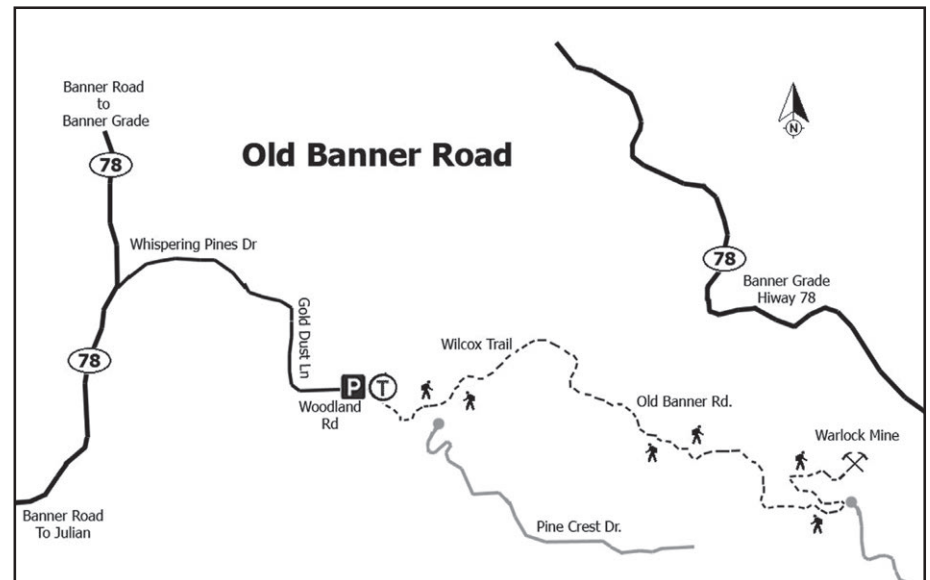 Banner Road
to
Banner Grade
78
Old Banner Road
N
Whispering Pines Dr
78
Banner Grade
Hiway 78
Gold Dust Ln
78
Wilcox Trail
P
T
Woodland
Rd
Old Banner Rd.
Warlock Mine
Banner Road
To Julian
Pine Crest Dr.